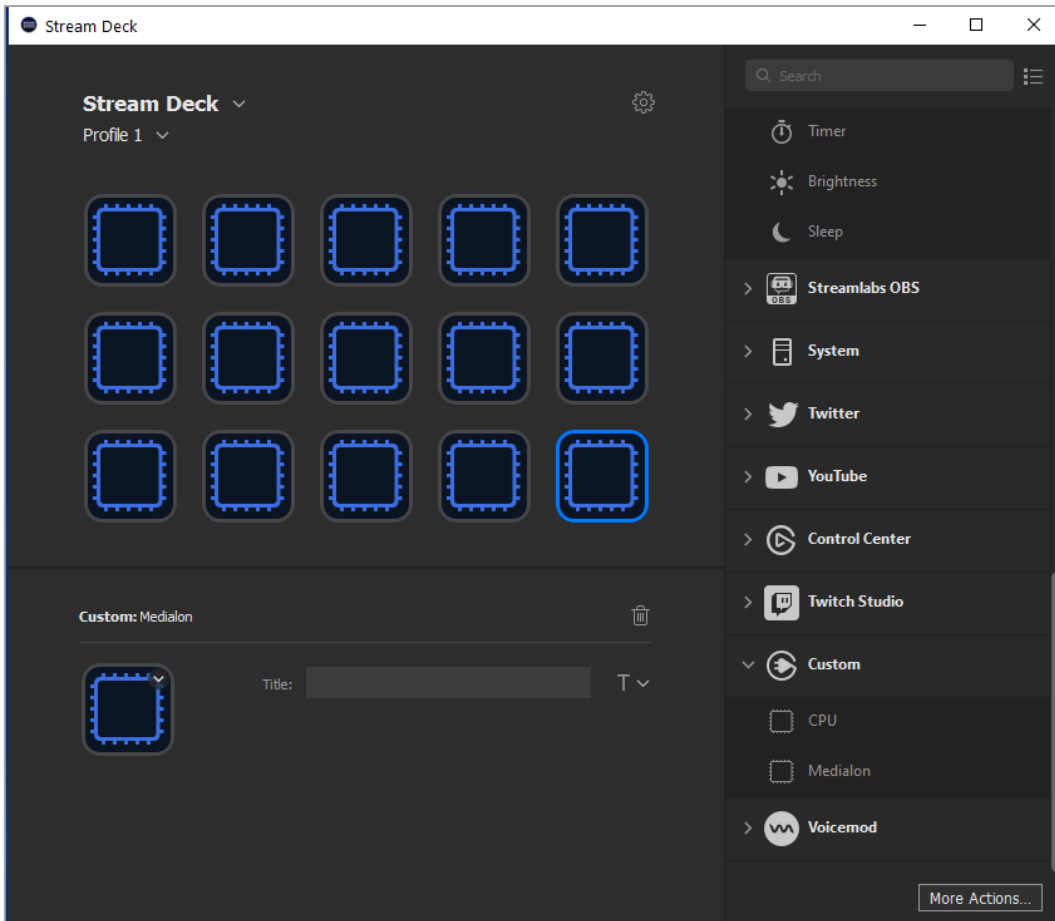 Stream Deck
Stream Deck
Profile 1
Custom: Medialon
Title:
T
Search
Timer
Brightness
Sleep
OBS
Streamlabs OBS
System
Twitter
YouTube
Control Center
Twitch Studio
Custom
CPU
Medialon
Voicemod
More Actions...